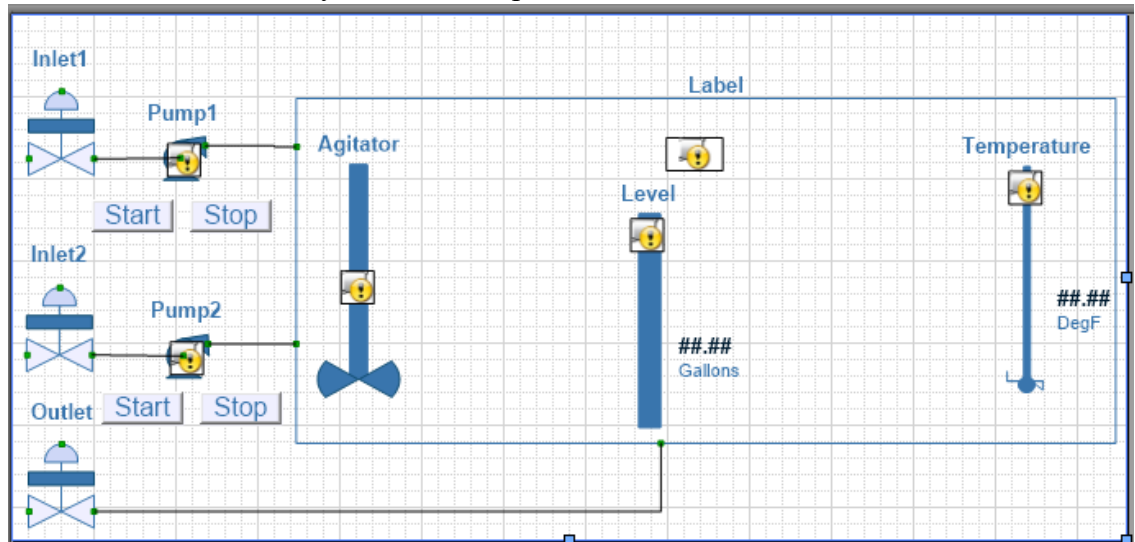 Inlet1
Label
Pump1
Agitator
Temperature
Level
Start Stop
Inlet2
##.##
DegF
Pump2
##.##
Gallons
Start Stop
Outlet